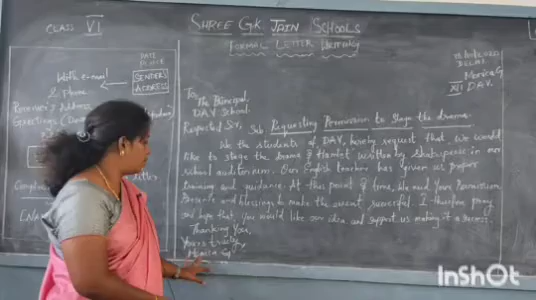 CLASS VI
SHREE GK JAIN SCHOOLS
FORMAL LETTER WRITING
DATE
PLACE
With e-mail
& phone
SENDER'S
ADDRESS
Receiver's Address
Greetings
DELHI
Monica G
XII D.A.V.
To
The Principal,
DAV School
Respected Sir,
Sub: Requesting Permission to stage the drama.
We the students of DAV, hereby request that we would
like to stage the drama of Hamlet written by Shakespeare in our
school auditorium. Our English teacher has given us proper
training and guidance. At this point of time, We need your Permission
Presence and blessings to make the event successful. I therefore pray
and hope that you would like our idea and support us making it a success.
Thanking You,
Yours truly
Monica G
InShOt